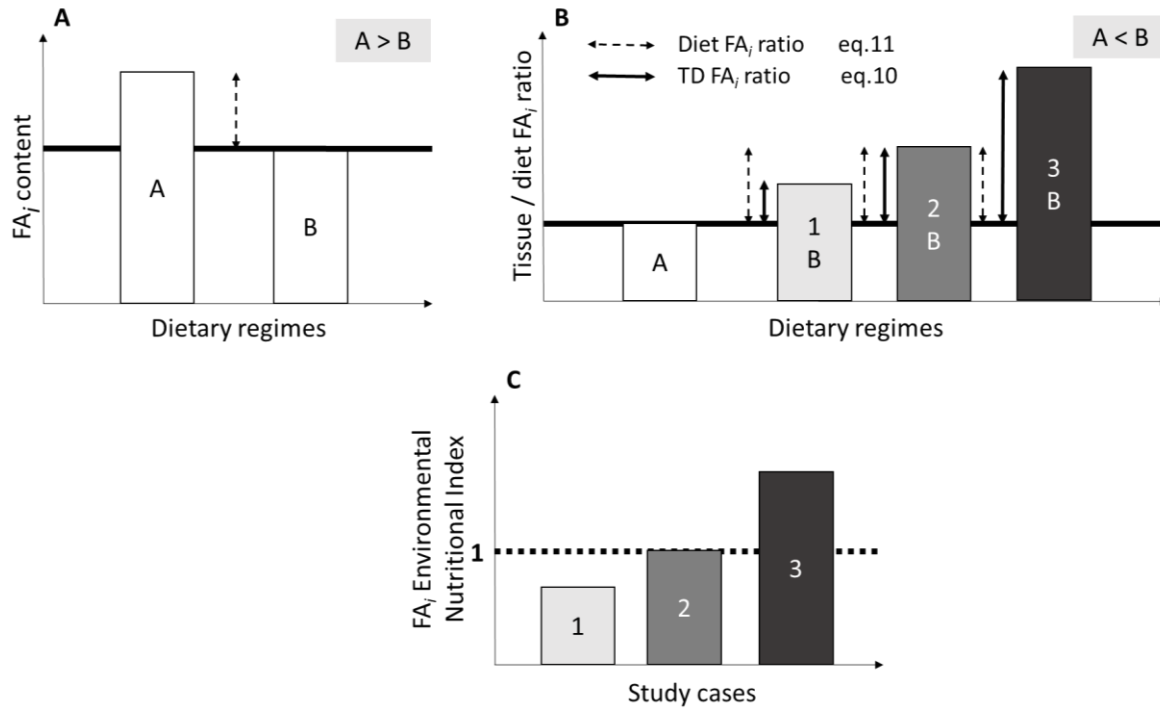 A
A > B
FAi content
A
B
Dietary regimes
B
A < B
Diet FAi ratio eq.11
TD FAi ratio eq.10
Tissue / diet FAi ratio
A
1
B
2
B
3
B
Dietary regimes
C
FAi Environmental
Nutritional Index
1
1
2
3
Study cases